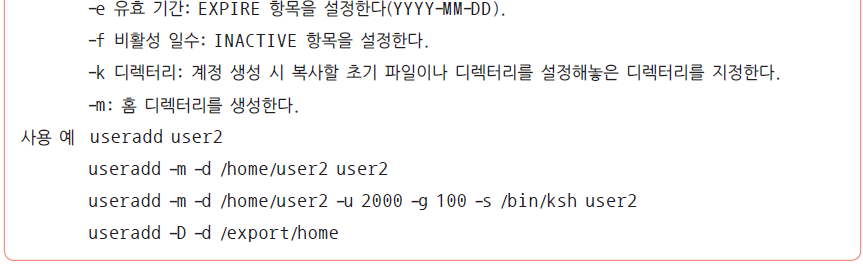 -e 유효 기간: EXPIRE 항목을 설정한다(YYYY-MM-DD).
-f 비활성 일수: INACTIVE 항목을 설정한다.
-k 디렉터리: 계정 생성 시 복사할 초기 파일이나 디렉터리를 설정해놓은 디렉터리를 지정한다.
-m: 홈 디렉터리를 생성한다.
사용 예 useradd user2
useradd -m -d /home/user2 user2
useradd -m -d /home/user2 -u 2000 -g 100 -s /bin/ksh user2
useradd -D -d /export/home